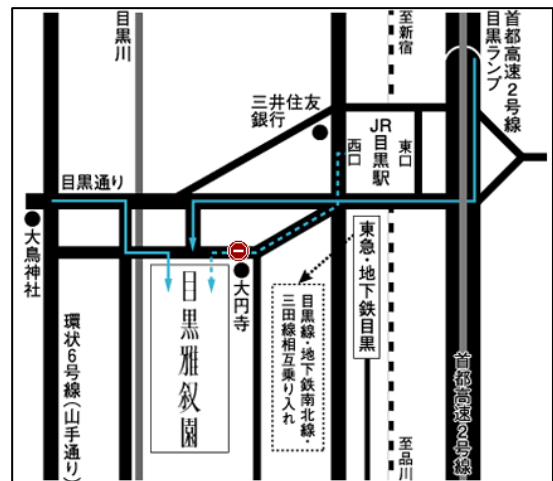 目黒川
至新宿
首都高速2号線
目黒ランプ
三井住友
銀行
JR
目黒駅
西口
東口
目黒通り
大鳥神社
大円寺
目黒雅叙園
東急・地下鉄目黒
目黒線・地下鉄南北線・
三田線相互乗り入れ
環状6号線(山手通り)
首都高速2号線
至品川